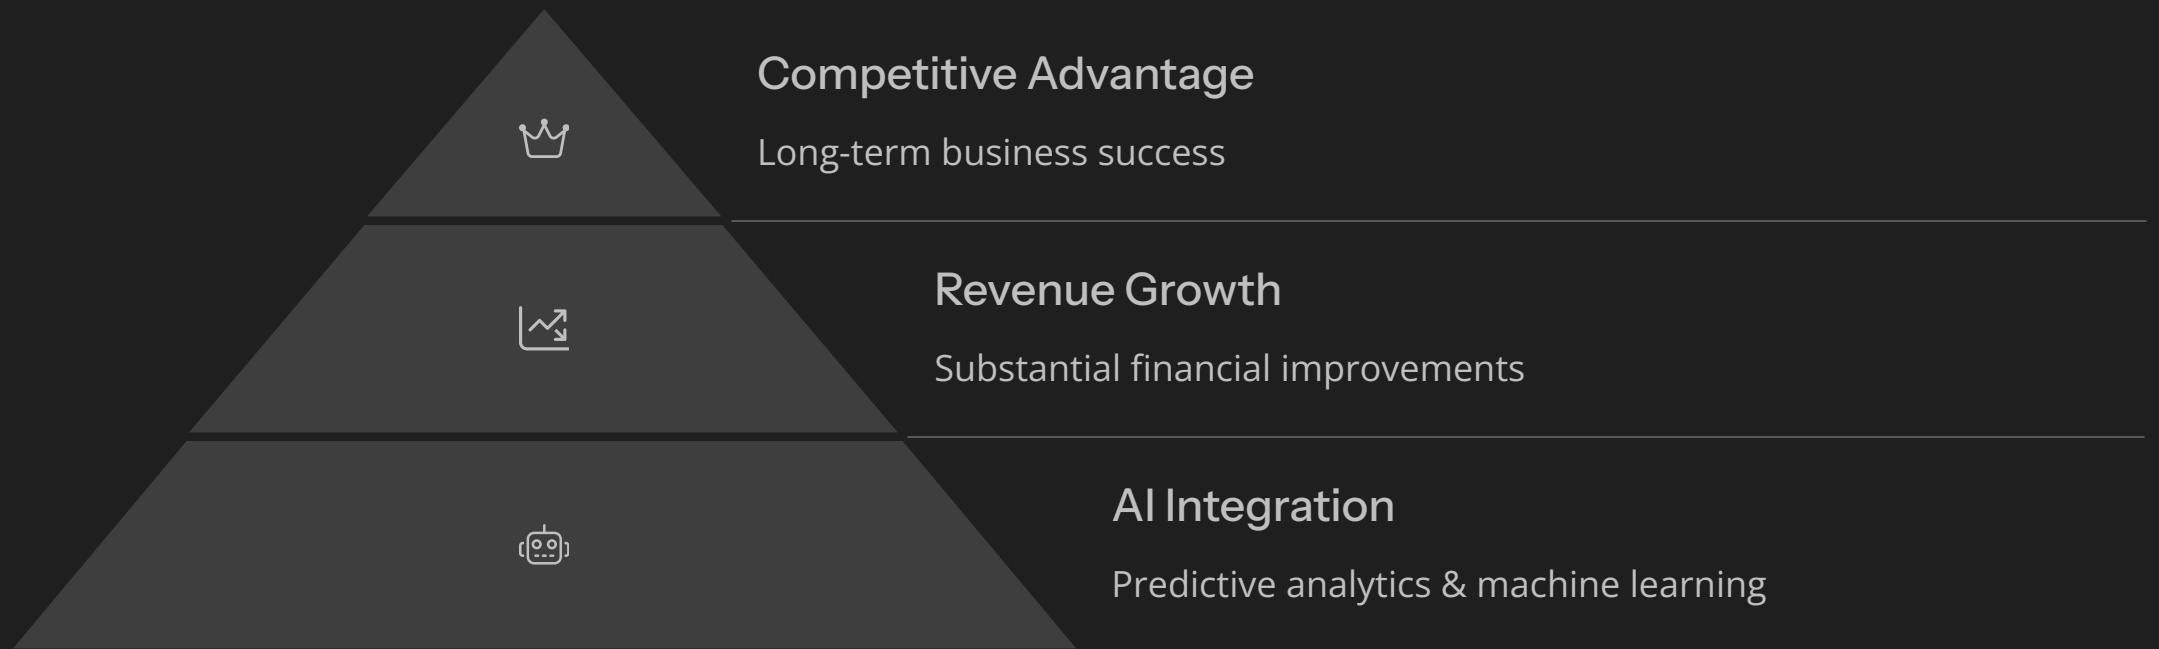 Competitive Advantage
Long-term business success
Revenue Growth
Substantial financial improvements
AI Integration
Predictive analytics & machine learning